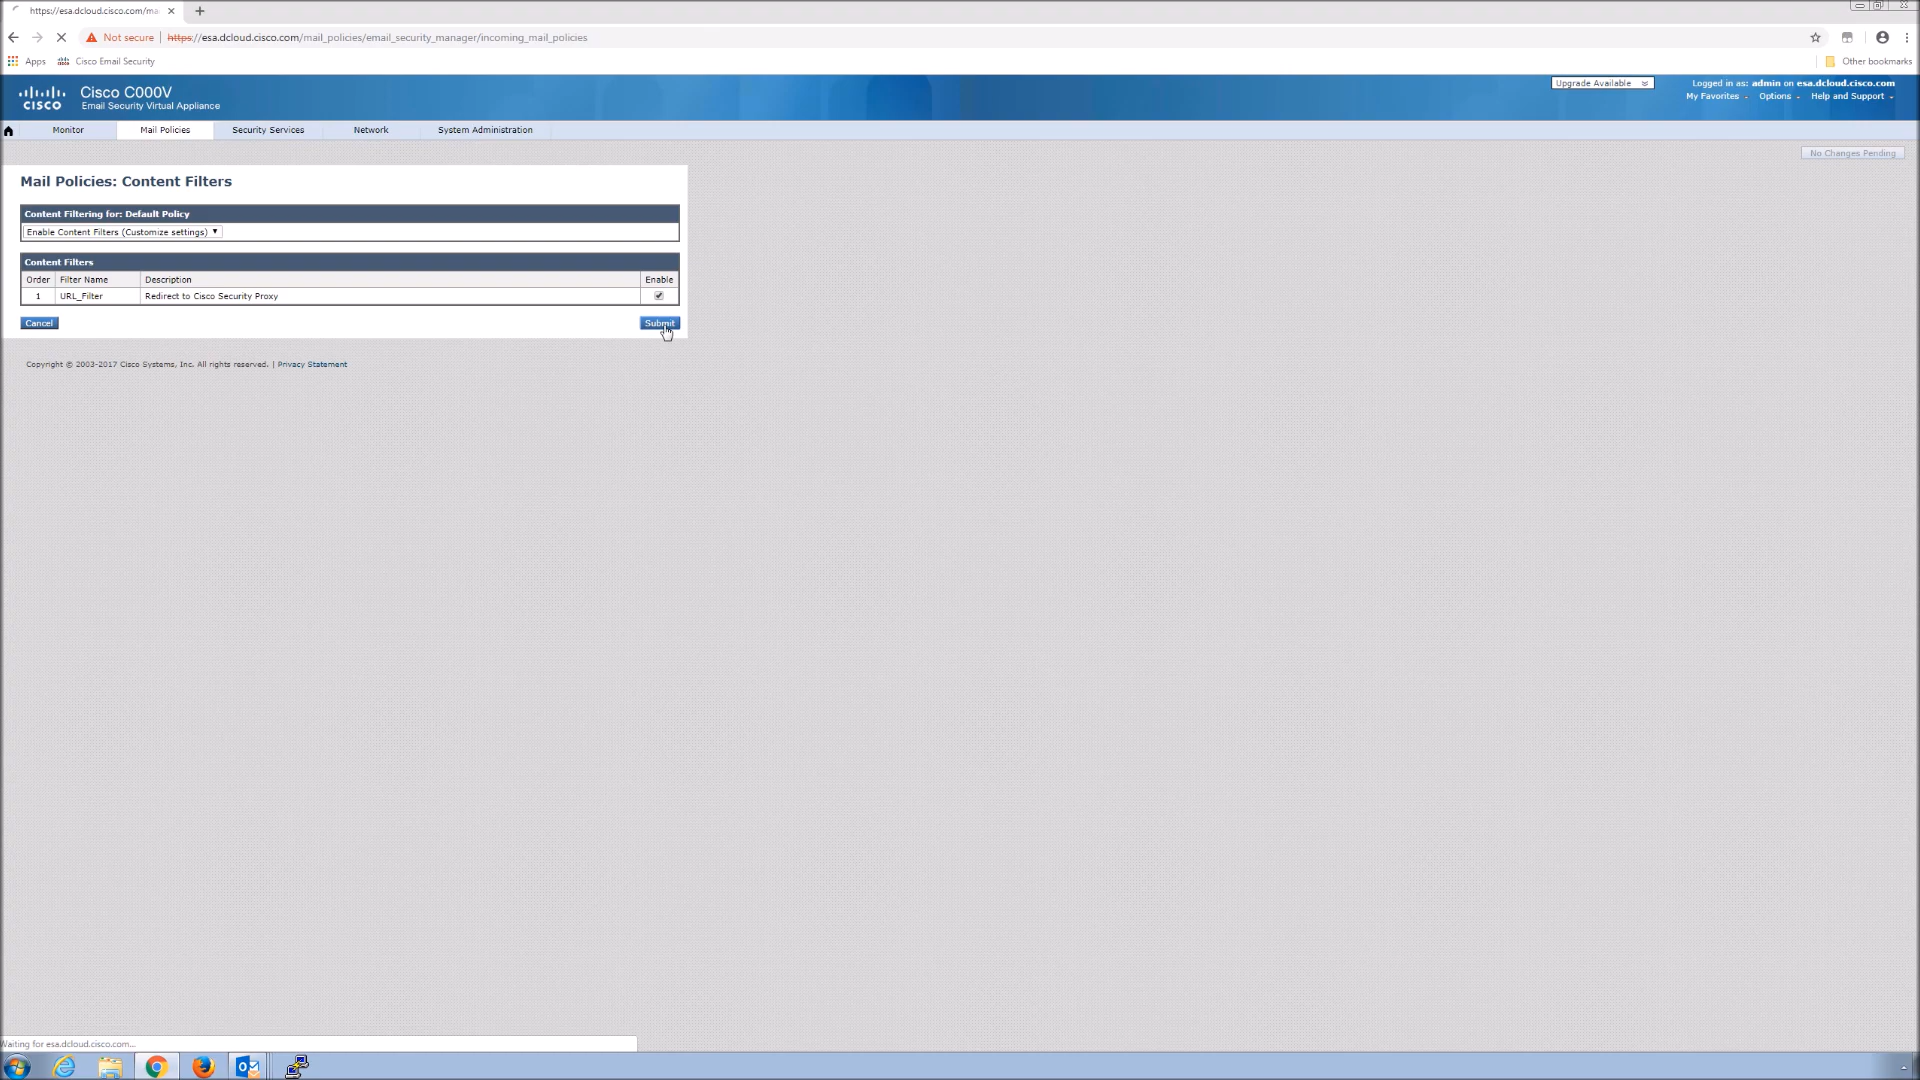 https://esa.dcloud.cisco.com/ma
Not secure | https://esa.dcloud.cisco.com/mail_policies/email_security_manager/incoming_mail_policies
Apps Cisco Email Security Other bookmarks
CISCO
Cisco C000V
Email Security Virtual Appliance
Upgrade Available
Logged in as: admin on esa.dcloud.cisco.com
My Favorites Options Help and Support
Monitor Mail Policies Security Services Network System Administration
No Changes Pending
Mail Policies: Content Filters
Content Filtering for: Default Policy
Enable Content Filters (Customize settings)
Content Filters
Order Filter Name Description Enable
1 URL_Filter Redirect to Cisco Security Proxy
Cancel Submit
Copyright © 2003-2017 Cisco Systems, Inc. All rights reserved. | Privacy Statement
Waiting for esa.dcloud.cisco.com...